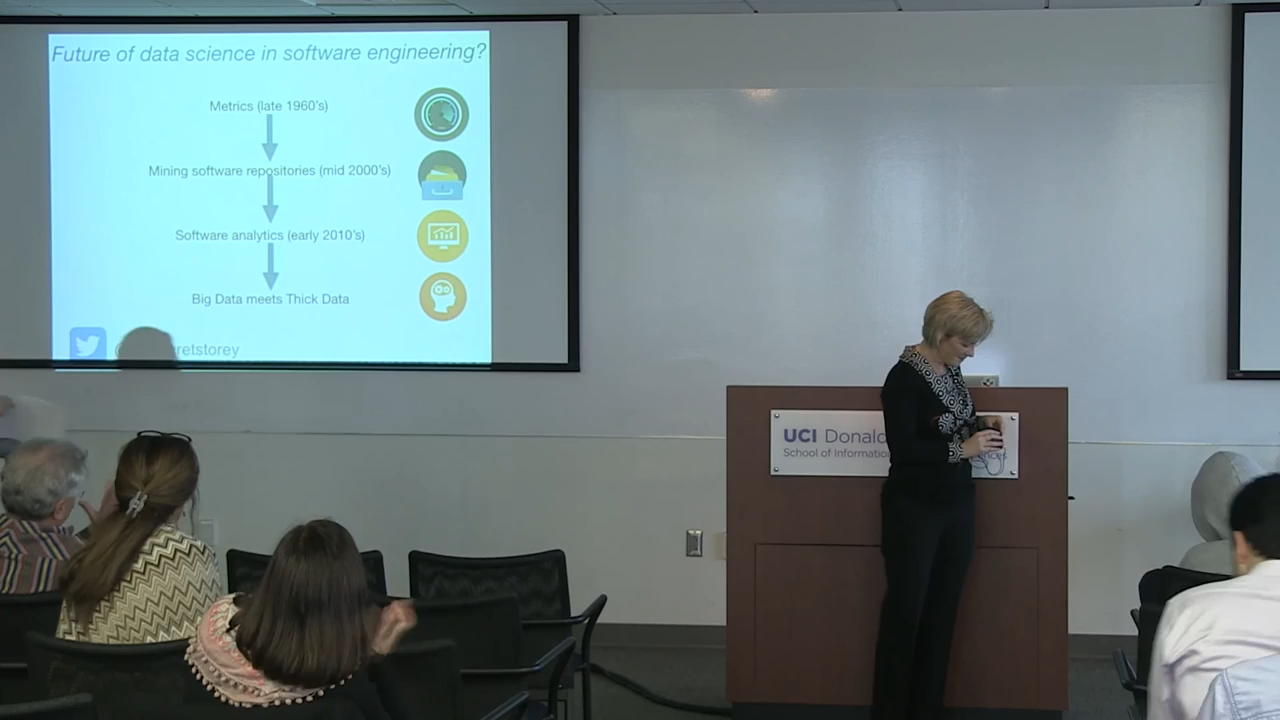 Future of data science in software engineering?
Metrics (late 1960's)
Mining software repositories (mid 2000's)
Software analytics (early 2010's)
Big Data meets Thick Data
retstorey
UCI Donald
School of Information